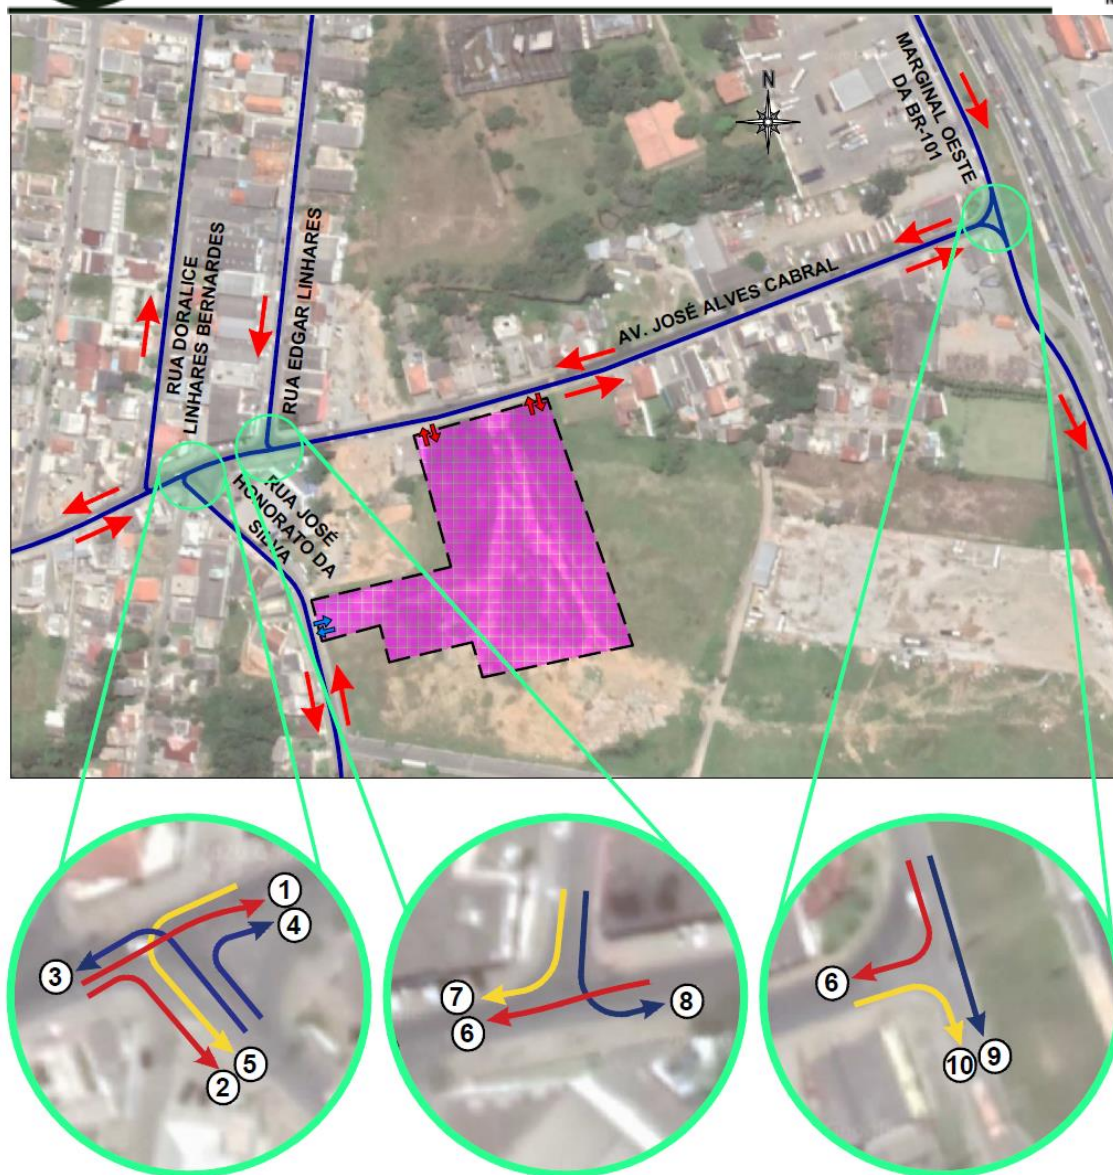 N
MARGINAL OESTE
DA BR-101
RUA DORALICE
LINHARES BERNARDES
RUA EDGAR LINHARES
AV. JOSÉ ALVES CABRAL
RUA JOSÉ
HONORATO DA
SILVA
1
4
3
5
2
7
6
8
6
10
9